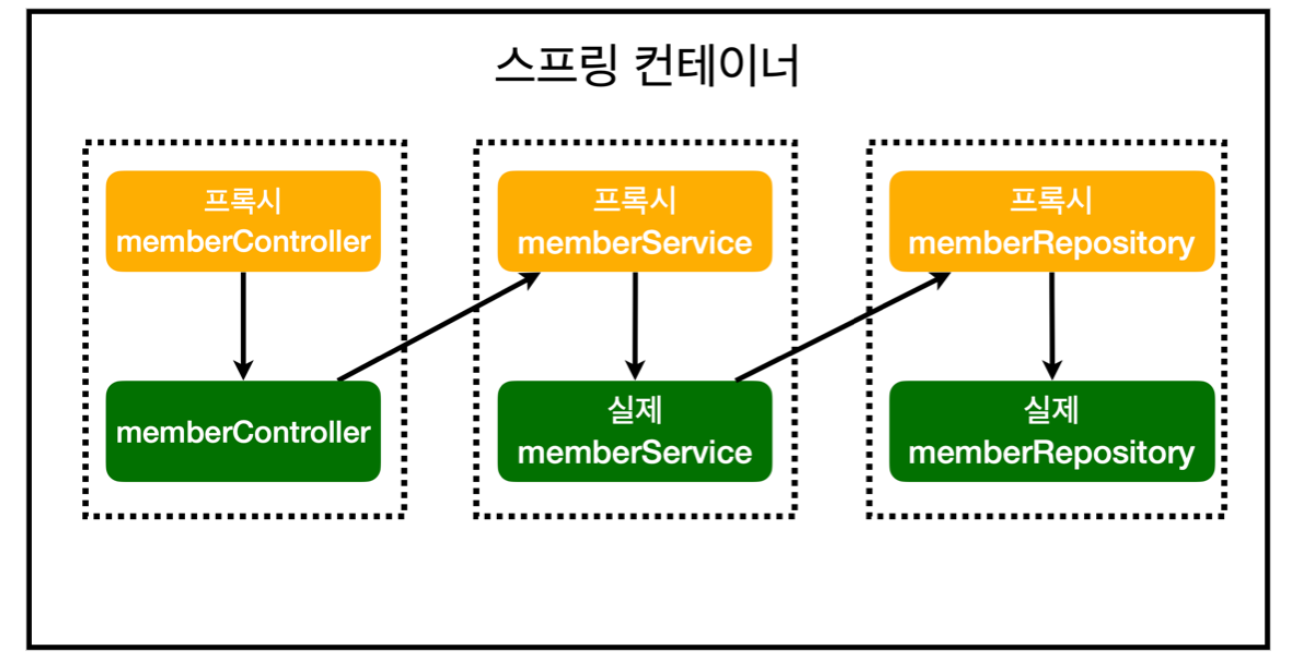 스프링 컨테이너
프록시
memberController
프록시
memberService
프록시
memberRepository
memberController
실제
memberService
실제
memberRepository